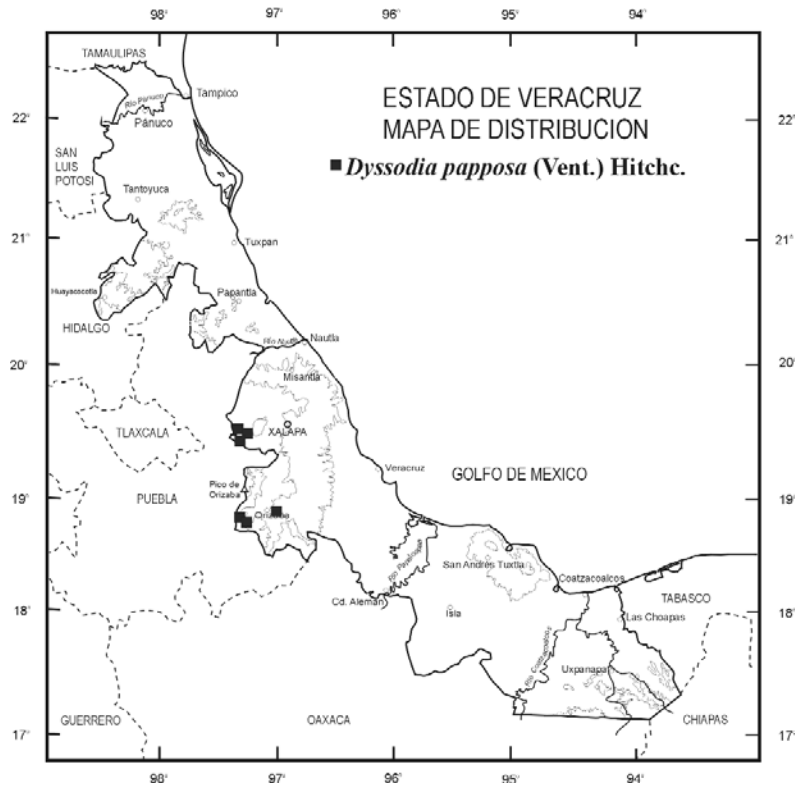 98° 97° 96° 95° 94°
TAMAULIPAS
Río Pánuco
Tampico
22° 22°
Pánuco
ESTADO DE VERACRUZ
MAPA DE DISTRIBUCION
Dyssodia papposa (Vent.) Hitchc.
SAN
LUIS
POTOSI
Tantoyuca
21° 21°
Tuxpan
Huayacocotla
Papantla
HIDALGO
Nautla
20° 20°
Misantla
TLAXCALA
XALAPA
Veracruz
GOLFO DE MEXICO
Pico de
Orizaba
PUEBLA
19° 19°
Orizaba
San Andrés Tuxtla
Coatzacoalcos
Cd. Alemán
TABASCO
18° 18°
Isla
Las Choapas
Río Coatzacoalcos
Uxpanapa
GUERRERO
OAXACA
CHIAPAS
17° 17°
98° 97° 96° 95° 94°